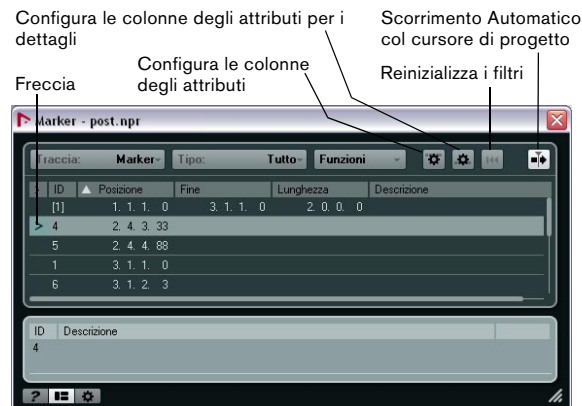 Configura le colonne degli attributi per i
dettagli
Scorrimento Automatico
col cursore di progetto
Configura le colonne
degli attributi
Reinizializza i filtri
Freccia
Marker - post.npr
Traccia: Marker Tipo: Tutto Funzioni
> ID Posizione Fine Lunghezza Descrizione
[1] 1. 1. 1. 0 3. 1. 1. 0 2. 0. 0. 0
> 4 2. 4. 3. 33
5 2. 4. 4. 88
1 3. 1. 1. 0
6 3. 1. 2. 3
ID Descrizione
4
?